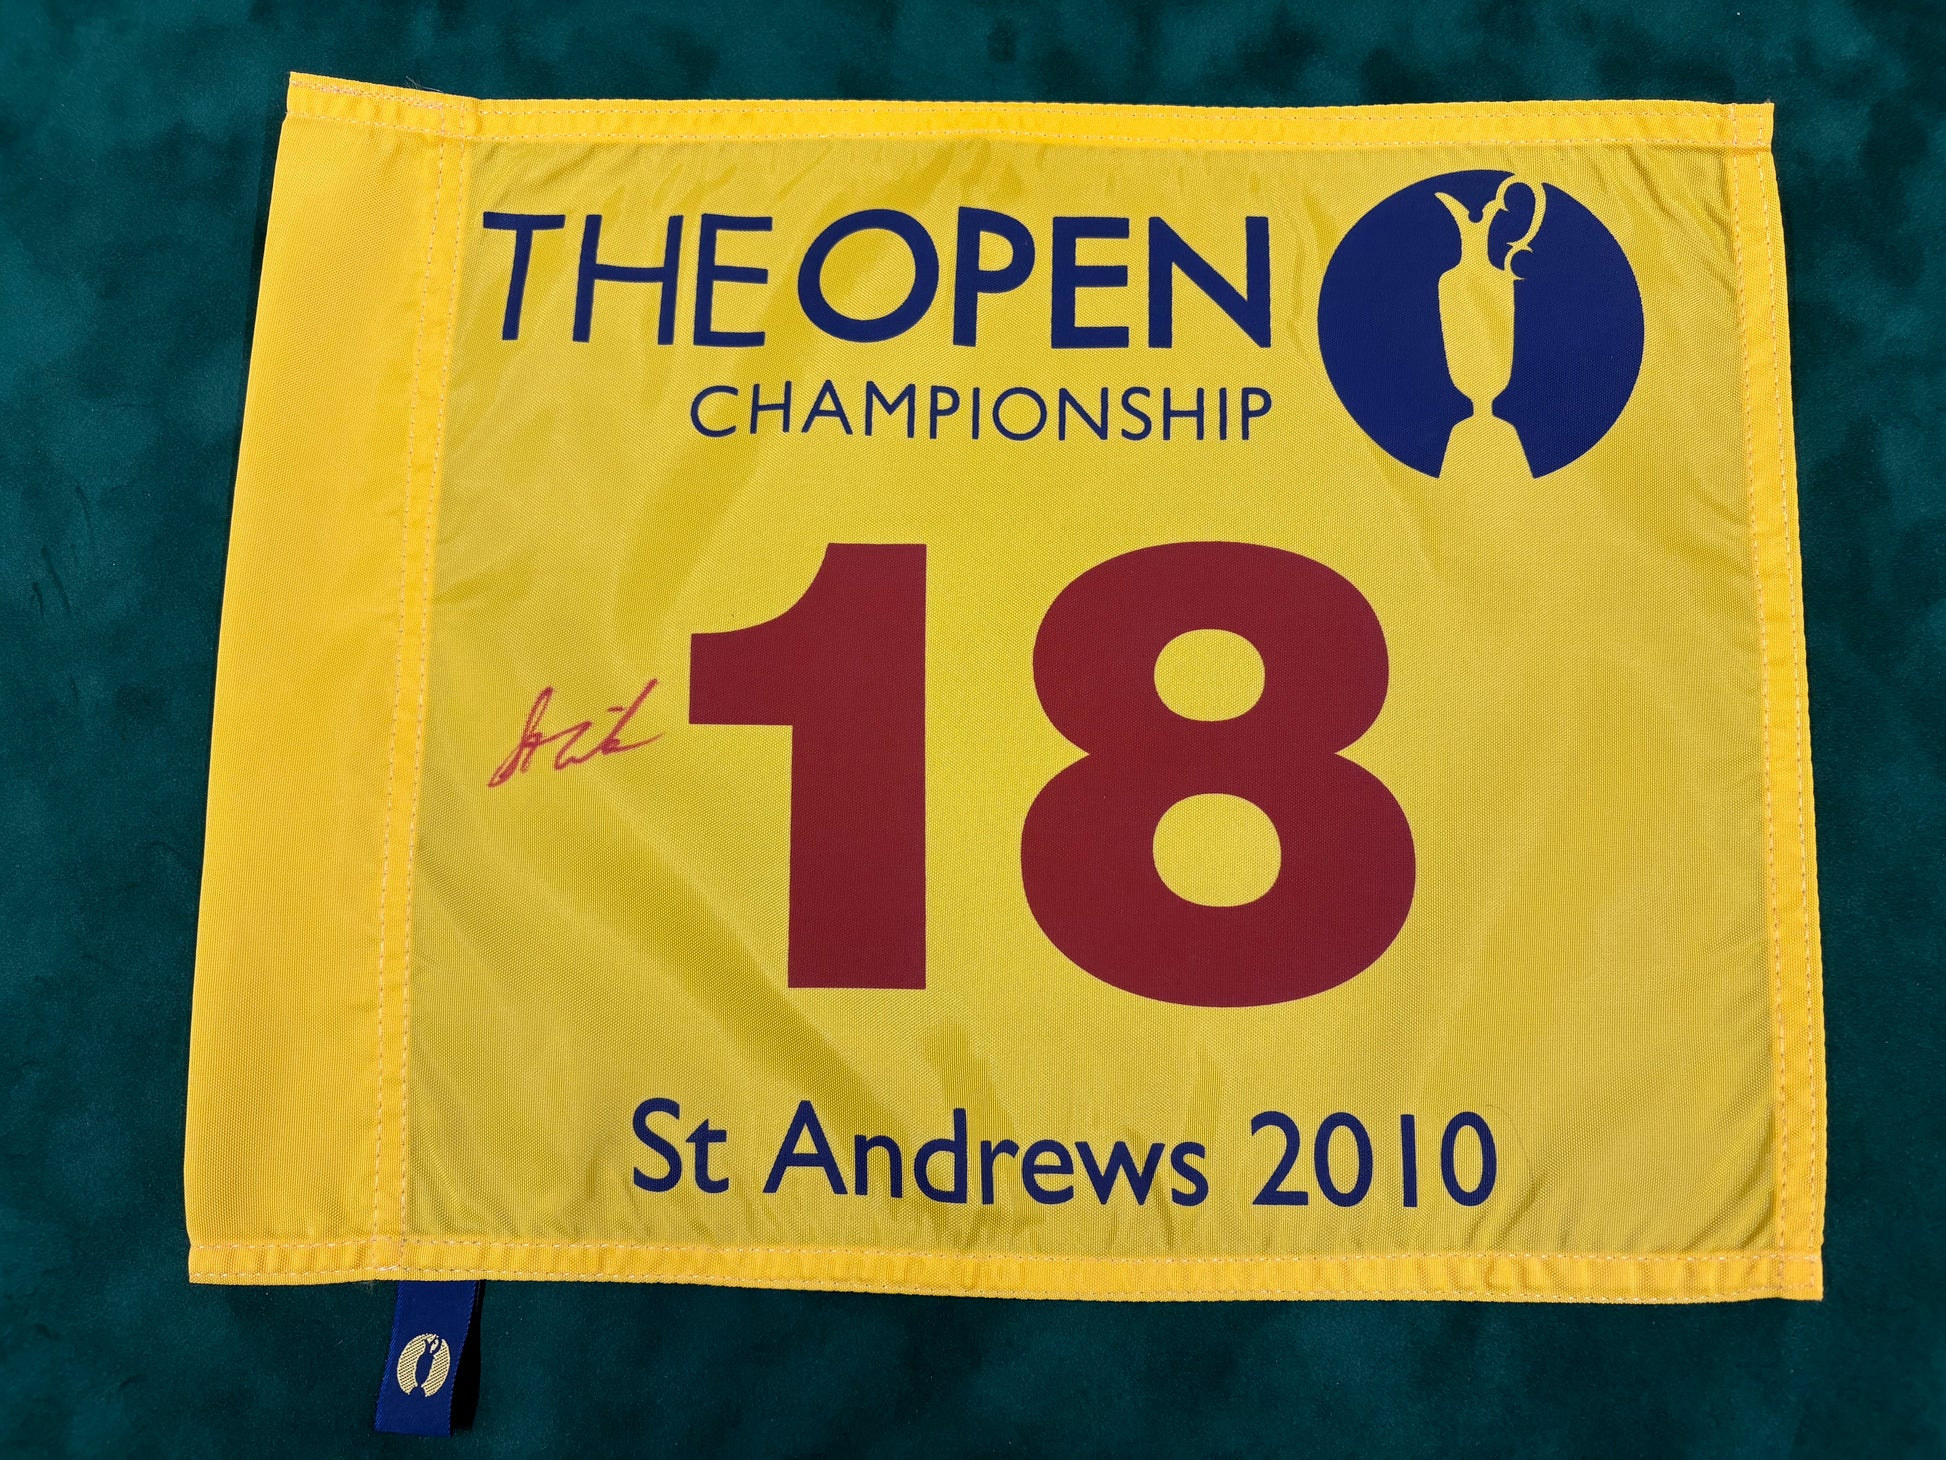 THE OPEN
CHAMPIONSHIP
18
St Andrews 2010